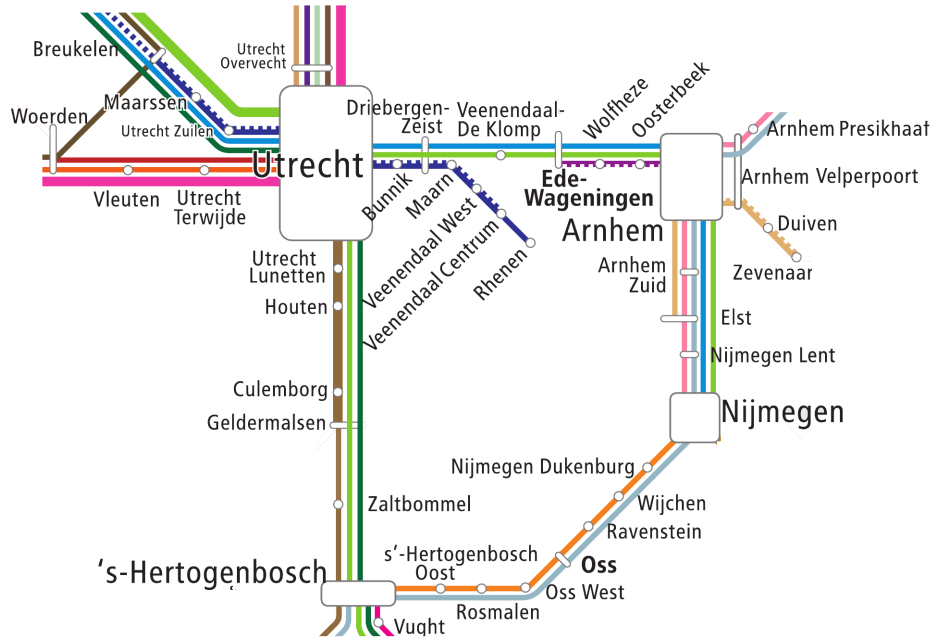 Breukelen
Utrecht
Overvecht
Woerden
Maarssen
Utrecht Zuilen
Driebergen-
Zeist
Veenendaal-
De Klomp
Wolfheze
Oosterbeek
Arnhem Presikhaaf
Utrecht
Vleuten
Utrecht
Terwijde
Bunnik
Maarn
Veenendaal West
Veenendaal Centrum
Rhenen
Ede-
Wageningen
Arnhem
Arnhem Velperpoort
Duiven
Zevenaar
Utrecht
Lunetten
Houten
Arnhem
Zuid
Elst
Nijmegen Lent
Culemborg
Geldermalsen
Nijmegen
Nijmegen Dukenburg
Zaltbommel
Wijchen
Ravenstein
's-Hertogenbosch
s'-Hertogenbosch
Oost
Oss
Oss West
Rosmalen
Vught